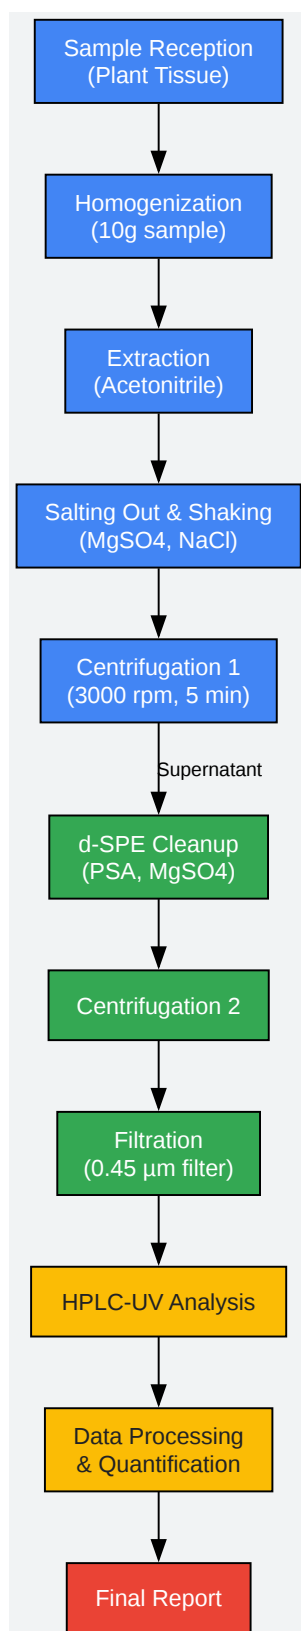 Sample Reception
(Plant Tissue)
Homogenization
(10g sample)
Extraction
(Acetonitrile)
Salting Out & Shaking
(MgSO4, NaCl)
Centrifugation 1
(3000 rpm, 5 min)
Supernatant
d-SPE Cleanup
(PSA, MgSO4)
Centrifugation 2
Filtration
(0.45 µm filter)
HPLC-UV Analysis
Data Processing
& Quantification
Final Report